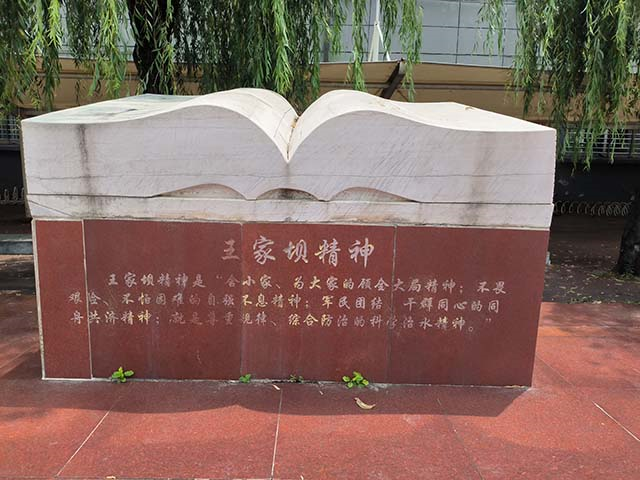 王家坝精神
王家坝精神是“舍小家、为大家的顾全大局精神；不畏
艰险、不怕困难的自强不息精神；军民团结、干群同心的同
舟共济精神；就是尊重规律、综合防治的科学治水精神。”